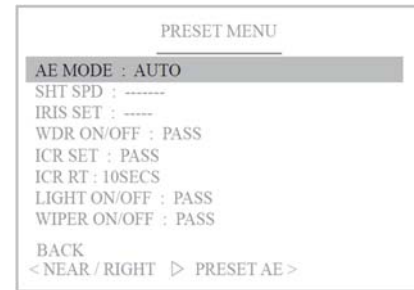 PRESET MENU
AE MODE : AUTO
SHT SPD : -------
IRIS SET : -----
WDR ON/OFF : PASS
ICR SET : PASS
ICR RT : 10SECS
LIGHT ON/OFF : PASS
WIPER ON/OFF : PASS
BACK
< NEAR / RIGHT ▷ PRESET AE >